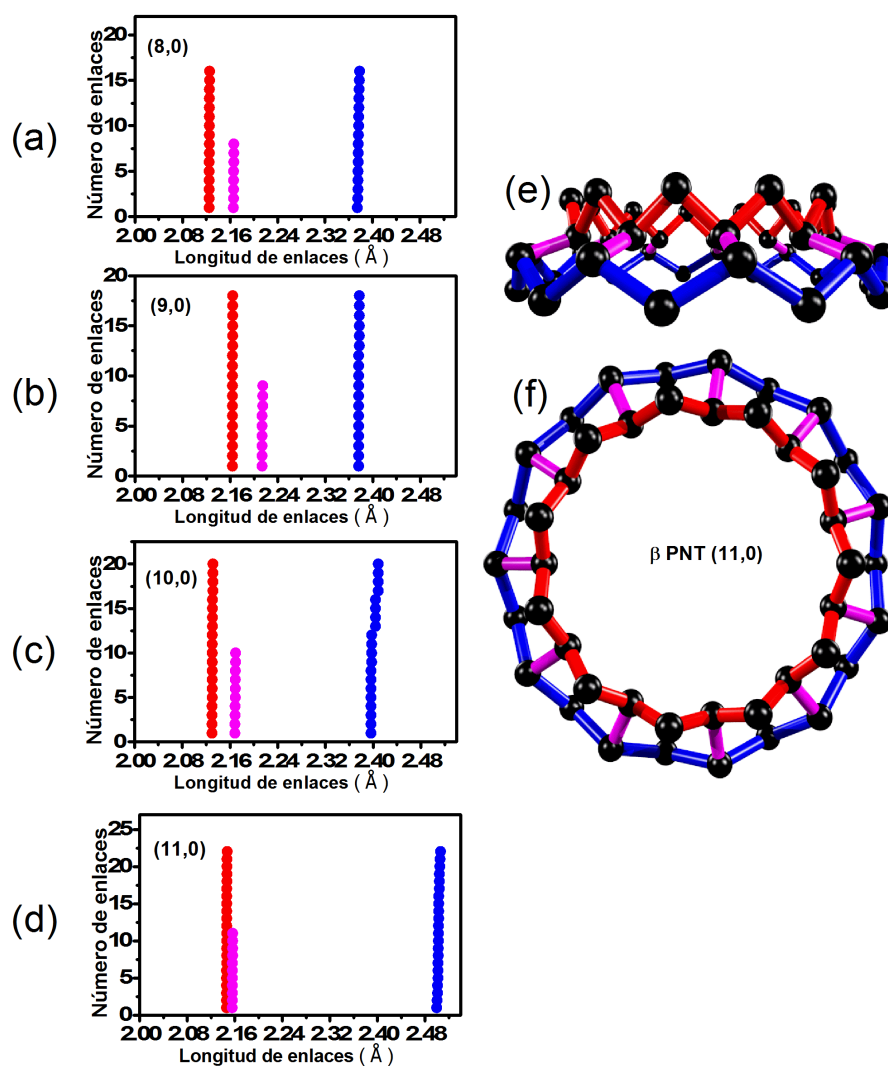 (a)
Número de enlaces
20
15
10
5
0
(8,0)
2.00 2.08 2.16 2.24 2.32 2.40 2.48
Longitud de enlaces ( Å )
(b)
Número de enlaces
20
15
10
5
0
(9,0)
2.00 2.08 2.16 2.24 2.32 2.40 2.48
Longitud de enlaces ( Å )
(c)
Número de enlaces
20
15
10
5
0
(10,0)
2.00 2.08 2.16 2.24 2.32 2.40 2.48
Longitud de enlaces ( Å )
(d)
Número de enlaces
25
20
15
10
5
0
(11,0)
2.00 2.08 2.16 2.24 2.32 2.40 2.48
Longitud de enlaces ( Å )
(e)
(f)
β PNT (11,0)